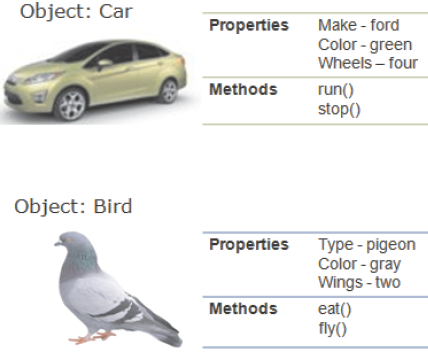 Object: Car
Properties Make - ford
Color - green
Wheels – four
Methods run()
stop()
Object: Bird
Properties Type - pigeon
Color - gray
Wings - two
Methods eat()
fly()